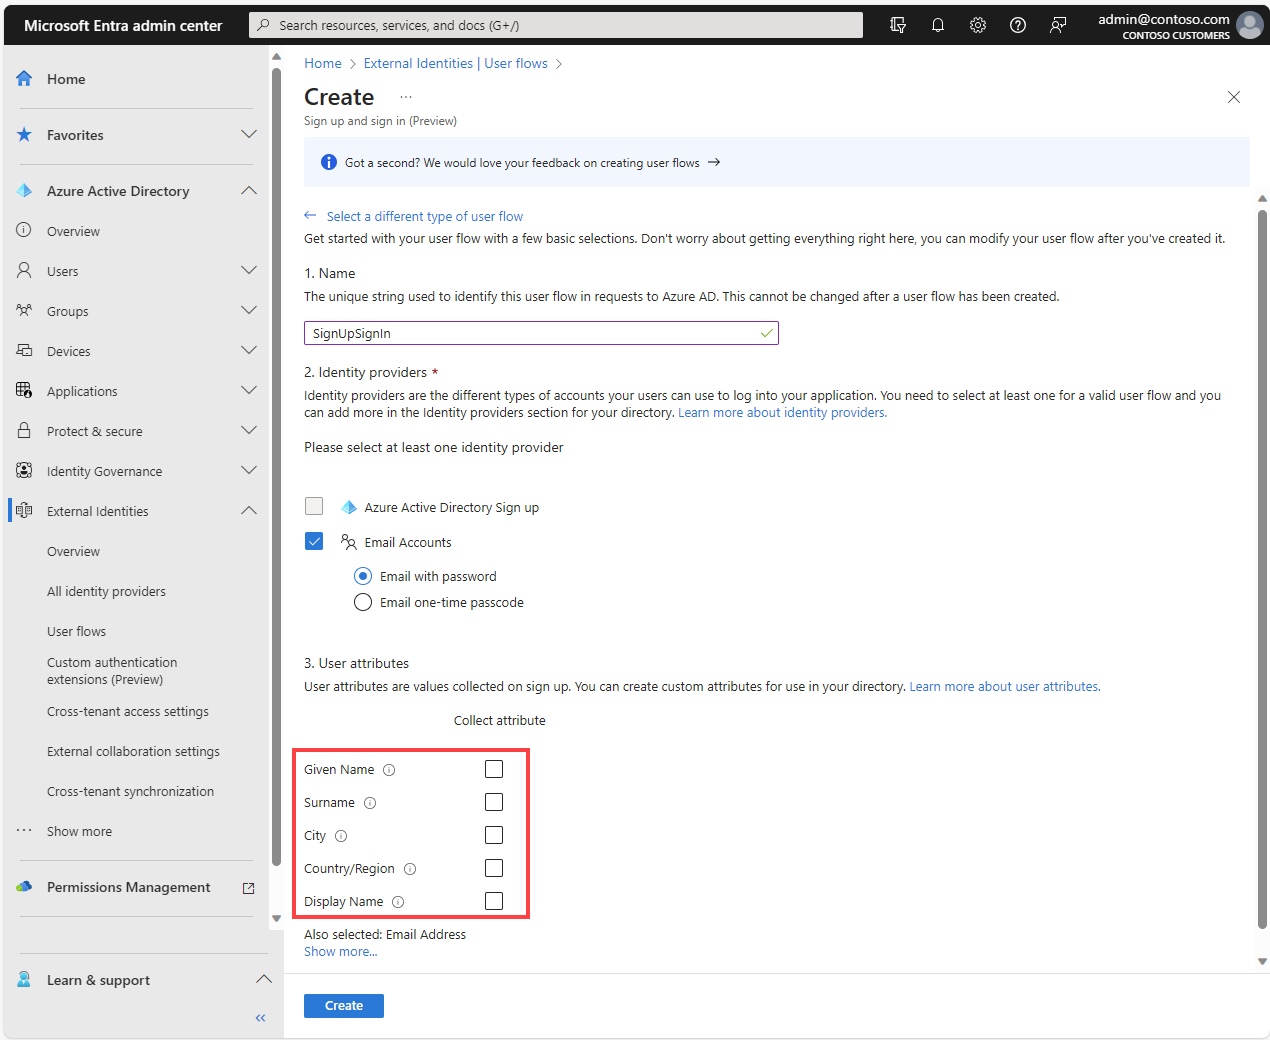 Microsoft Entra admin center
Search resources, services, and docs (G+/)
admin@contoso.com
CONTOSO CUSTOMERS
Home
Favorites
Azure Active Directory
Overview
Users
Groups
Devices
Applications
Protect & secure
Identity Governance
External Identities
Overview
All identity providers
User flows
Custom authentication
extensions (Preview)
Cross-tenant access settings
External collaboration settings
Cross-tenant synchronization
Show more
Permissions Management
Learn & support
Home > External Identities | User flows >
Create
Sign up and sign in (Preview)
Got a second? We would love your feedback on creating user flows
Select a different type of user flow
Get started with your user flow with a few basic selections. Don't worry about getting everything right here, you can modify your user flow after you've created it.
1. Name
The unique string used to identify this user flow in requests to Azure AD. This cannot be changed after a user flow has been created.
SignUpSignIn
2. Identity providers *
Identity providers are the different types of accounts your users can use to log into your application. You need to select at least one for a valid user flow and you
can add more in the Identity providers section for your directory. Learn more about identity providers.
Please select at least one identity provider
Azure Active Directory Sign up
Email Accounts
Email with password
Email one-time passcode
3. User attributes
User attributes are values collected on sign up. You can create custom attributes for use in your directory. Learn more about user attributes.
Collect attribute
Given Name
Surname
City
Country/Region
Display Name
Also selected: Email Address
Show more...
Create